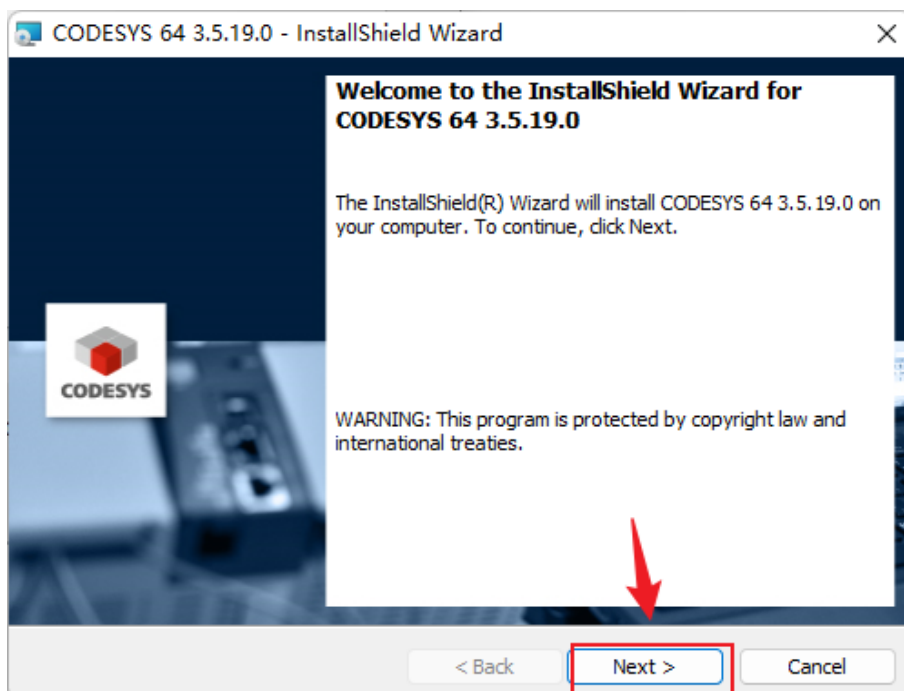 CODESYS 64 3.5.19.0 - InstallShield Wizard
Welcome to the InstallShield Wizard for
CODESYS 64 3.5.19.0
The InstallShield(R) Wizard will install CODESYS 64 3.5.19.0 on
your computer. To continue, click Next.
CODESYS
WARNING: This program is protected by copyright law and
international treaties.
< Back
Next >
Cancel